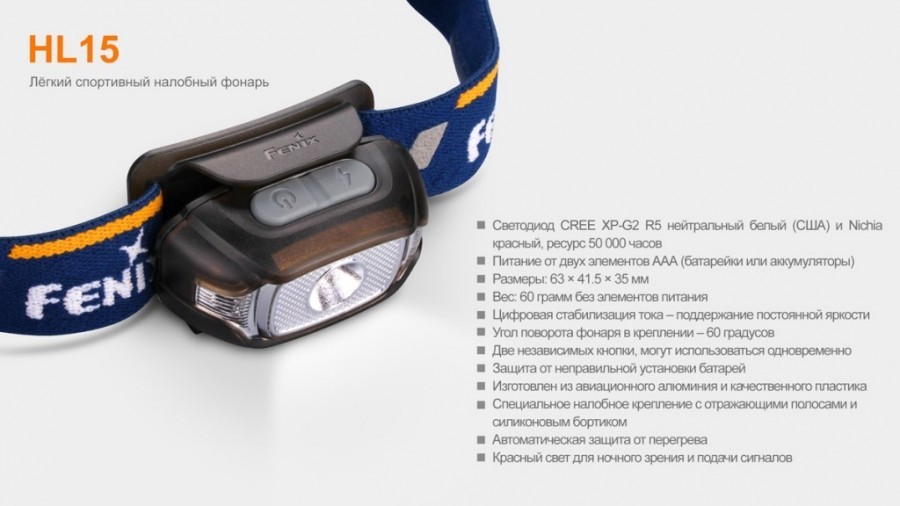 HL15
Лёгкий спортивный налобный фонарь
FENIX
FENIX
FE
Светодиод CREE XP-G2 R5 нейтральный белый (США) и Nichia
красный, ресурс 50 000 часов
Питание от двух элементов AAA (батарейки или аккумуляторы)
Размеры: 63 × 41.5 × 35 мм
Вес: 60 грамм без элементов питания
Цифровая стабилизация тока – поддержание постоянной яркости
Угол поворота фонаря в креплении – 60 градусов
Две независимых кнопки, могут использоваться одновременно
Защита от неправильной установки батарей
Изготовлен из авиационного алюминия и качественного пластика
Специальное налобное крепление с отражающими полосами и
силиконовым бортиком
Автоматическая защита от перегрева
Красный свет для ночного зрения и подачи сигналов